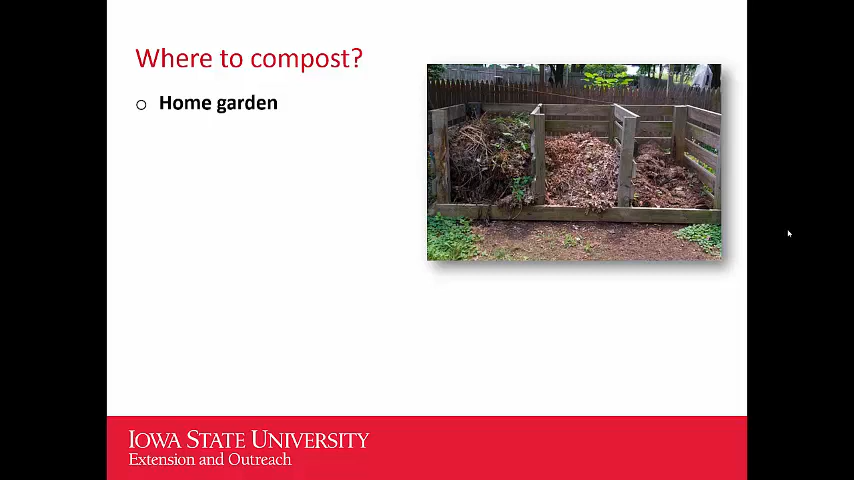 Where to compost?
Home garden
IOWA STATE UNIVERSITY
Extension and Outreach